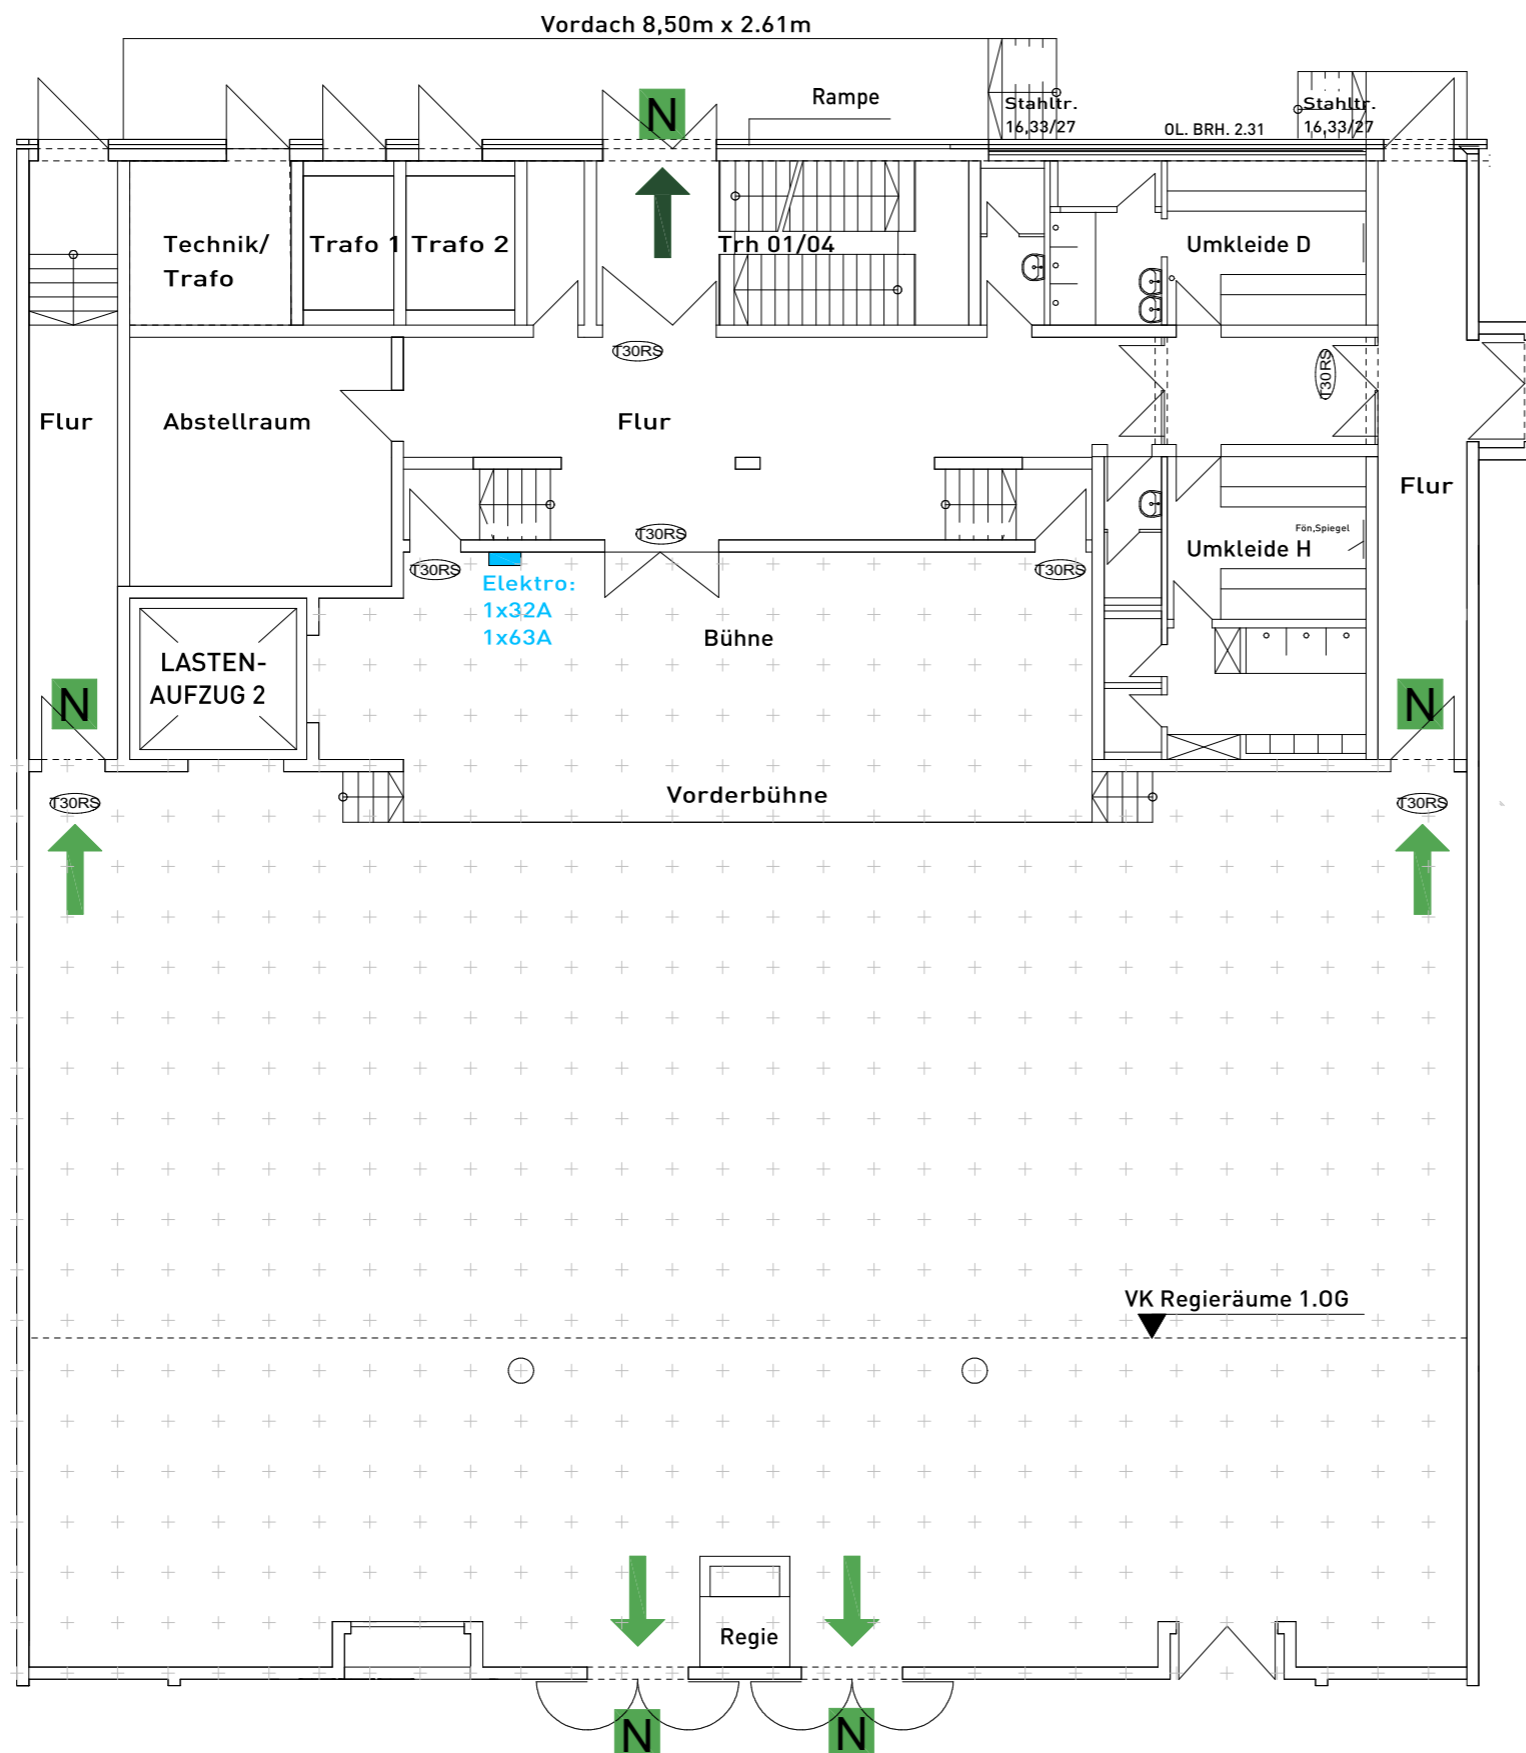 Vordach 8,50m x 2.61m
N
Rampe
Stahltr.
16,33/27
OL. BRH. 2.31
Stahltr.
16,33/27
Technik/
Trafo
Trafo 1
Trafo 2
Trh 01/04
Umkleide D
T30RS
T30RS
Flur
Abstellraum
Flur
Flur
Fön,Spiegel
Umkleide H
T30RS
T30RS
T30RS
Elektro:
1x32A
1x63A
Bühne
LASTEN-
AUFZUG 2
N
N
Vorderbühne
T30RS
T30RS
VK Regieräume 1.OG
Regie
N
N